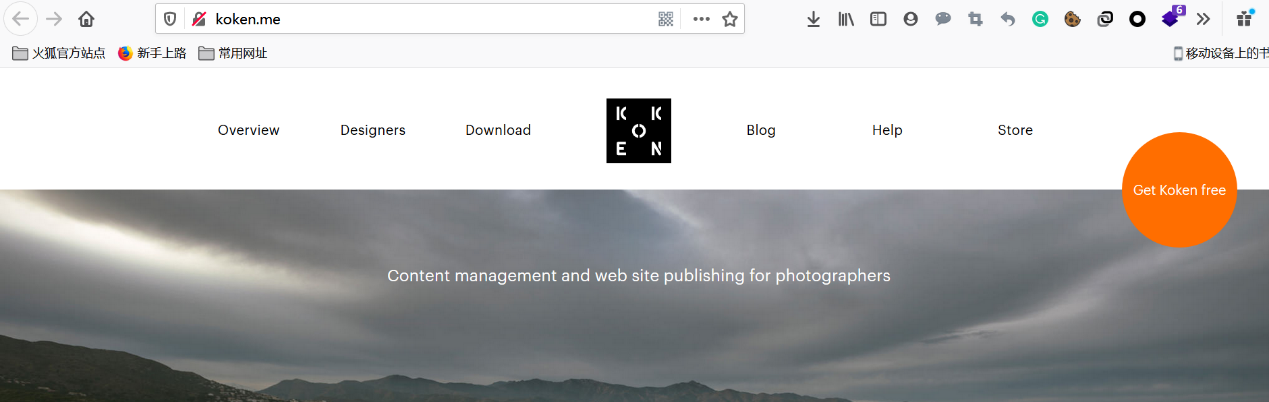 koken.me
6
火狐官方站点 新手上路 常用网址 移动设备上的书
Overview Designers Download KOKEN Blog Help Store
Get Koken free
Content management and web site publishing for photographers